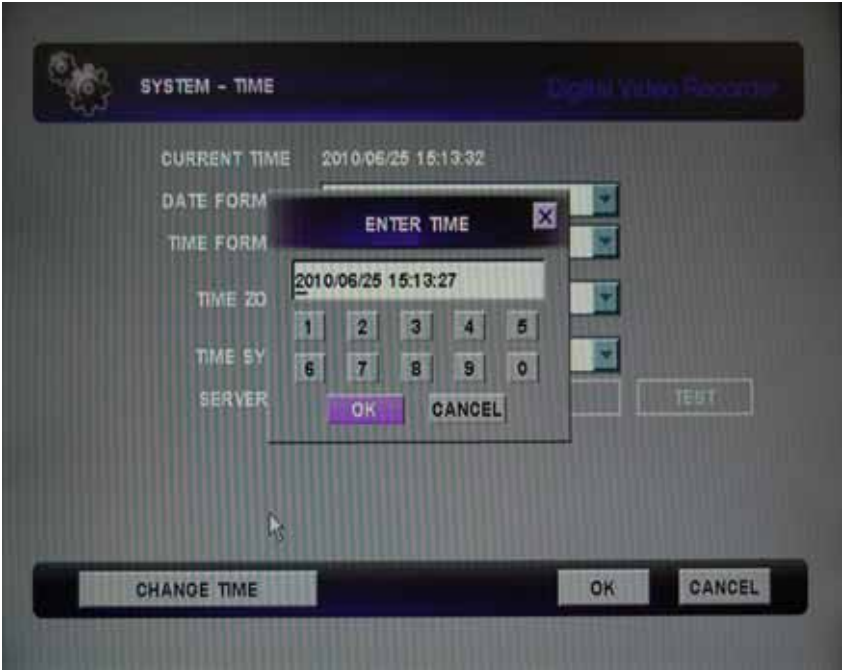 SYSTEM - TIME
Digital Video Recorder
CURRENT TIME 2010/06/25 15:13:32
DATE FORM
TIME FORM
TIME ZO
TIME SY
SERVER
TEST
ENTER TIME
X
2010/06/25 15:13:27
1 2 3 4 5
6 7 8 9 0
OK CANCEL
CHANGE TIME
OK CANCEL